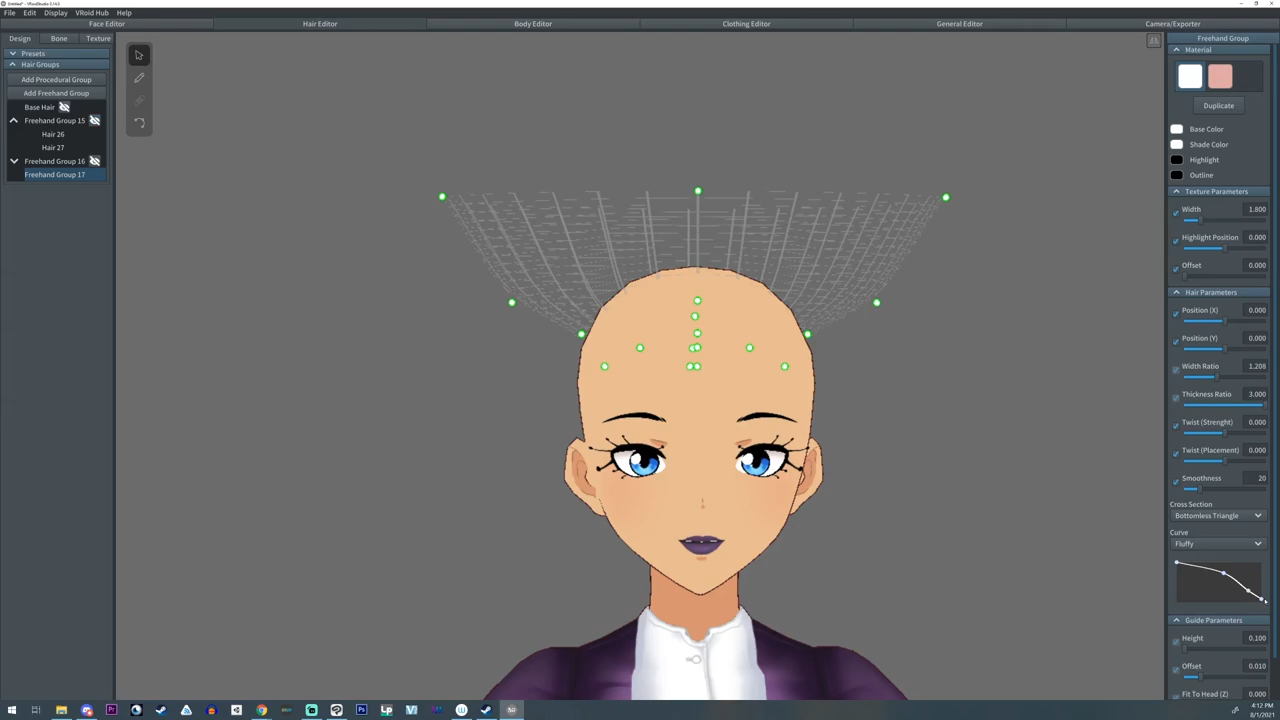 Untitled* - VRoidStudio
File Edit Display VRoid Hub Help
Face Editor Hair Editor Body Editor Clothing Editor General Editor Camera/Exporter
Design Bone Texture
Presets
Hair Groups
Add Procedural Group
Add Freehand Group
Base Hair
Freehand Group 15
Hair 26
Hair 27
Freehand Group 16
Freehand Group 17
Freehand Group
Material
Duplicate
Base Color
Shade Color
Highlight
Outline
Texture Parameters
Width 1.800
Highlight Position 0.000
Offset 0.000
Hair Parameters
Position (X) 0.000
Position (Y) 0.000
Width Ratio 1.208
Thickness Ratio 3.000
Twist (Strenght) 0.000
Twist (Placement) 0.000
Smoothness 20
Cross Section
Bottomless Triangle
Curve
Fluffy
Guide Parameters
Height 0.100
Offset 0.010
Fit To Head (Z) 0.000
4:12 PM
8/1/2021